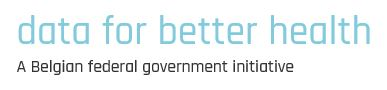 data for better health
A Belgian federal government initiative